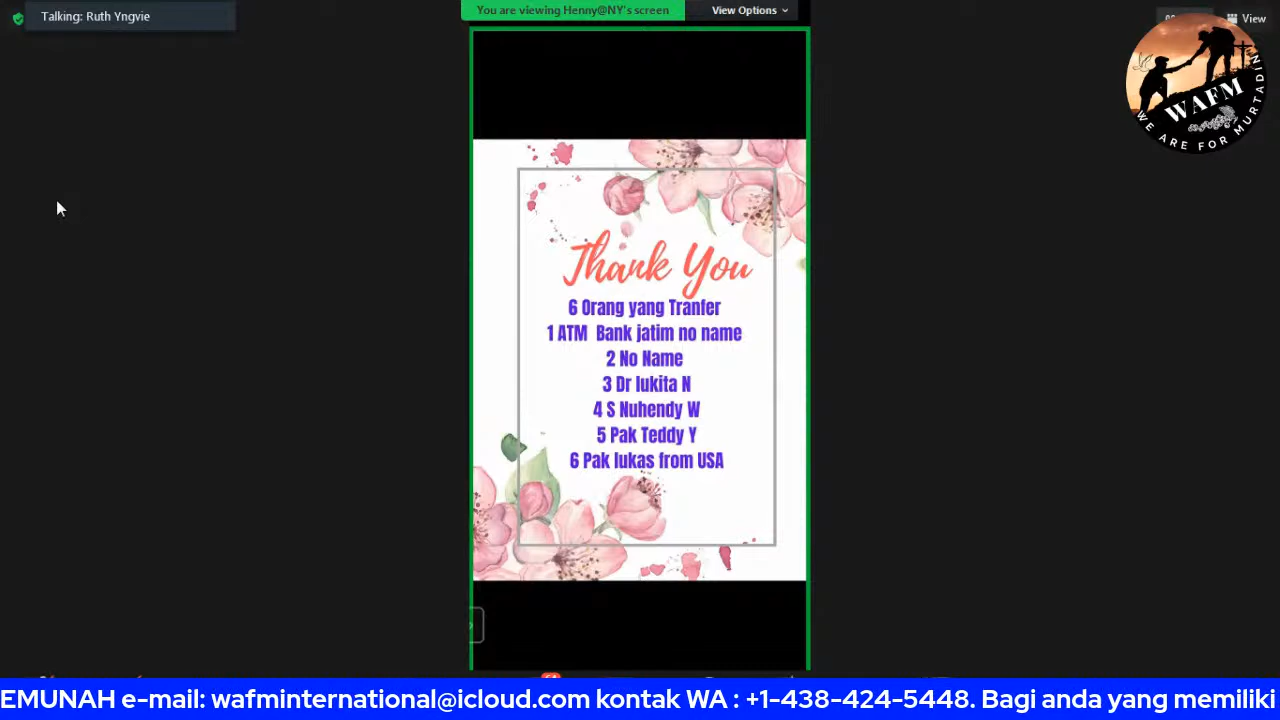 Talking: Ruth Yngvie
You are viewing Henny@NY's screen
View Options
View
WAFM
WE ARE FOR MURTADIN
Thank You
6 Orang yang Tranfer
1 ATM Bank jatim no name
2 No Name
3 Dr lukita N
4 S Nuhendy W
5 Pak Teddy Y
6 Pak lukas from USA
EMUNAH e-mail: wafminternational@icloud.com kontak WA : +1-438-424-5448. Bagi anda yang memiliki